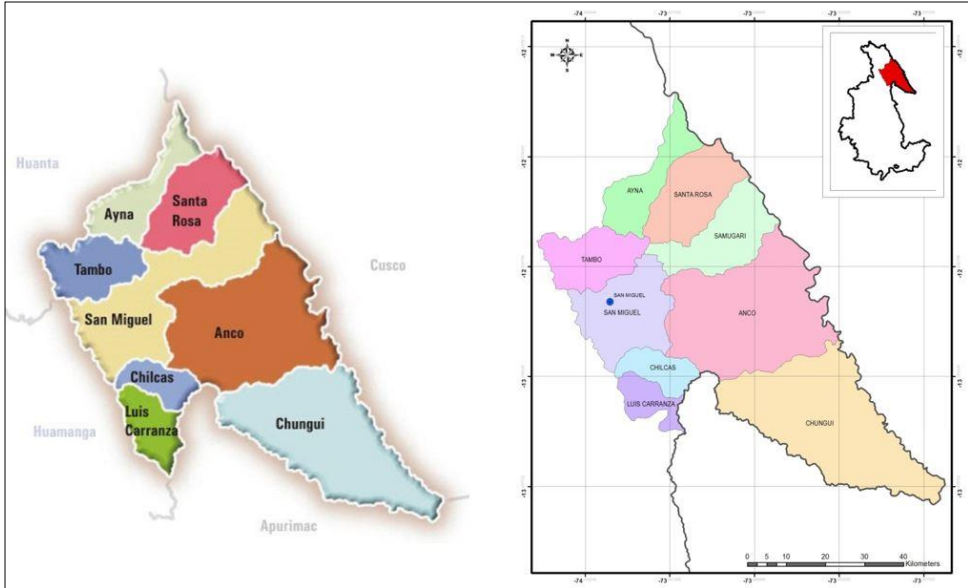 Huanta
Ayna
Santa
Rosa
Tambo
Cusco
San Miguel
Anco
Chilcas
Luis
Carranza
Huamanga
Chungui
Apurimac
-74
-73
-73
-73
-73
-12
-12
-12
-13
-13
N
W
E
S
AYNA
SANTA ROSA
SAMUGARI
TAMBO
SAN MIGUEL
SAN MIGUEL
ANCO
CHILCAS
LUIS CARRANZA
CHUNGUI
0 5 10 20 30 40
Kilometers
-74
-73
-73
-73
-73